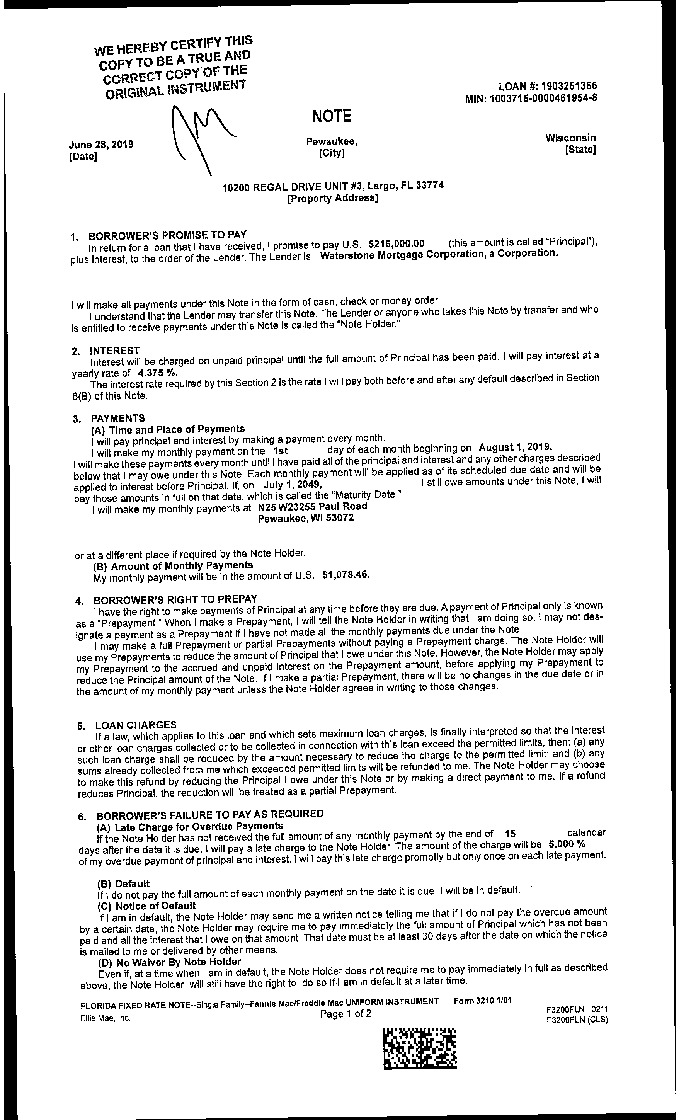 WE HEREBY CERTIFY THIS
COPY TO BE A TRUE AND
CORRECT COPY OF THE
ORIGINAL INSTRUMENT
LOAN #: 1903251356
MIN: 1003716-0000461954-8
NOTE
June 28, 2019
[Date]
Pewaukee,
[City]
Wisconsin
[State]
10200 REGAL DRIVE UNIT #3, Largo, FL 33774
[Property Address]
1. BORROWER'S PROMISE TO PAY
In return for a loan that I have received, I promise to pay U.S. $216,000.00 (this amount is called "Principal"),
plus interest, to the order of the Lender. The Lender is Waterstone Mortgage Corporation, a Corporation.
I will make all payments under this Note in the form of cash, check or money order
I understand that the Lender may transfer this Note. The Lender or anyone who takes this Note by transfer and who
is entitled to receive payments under this Note is called the "Note Holder."
2. INTEREST
Interest will be charged on unpaid principal until the full amount of Principal has been paid. I will pay interest at a
yearly rate of 4.375 %.
The interest rate required by this Section 2 is the rate I will pay both before and after any default described in Section
6(B) of this Note.
3. PAYMENTS
(A) Time and Place of Payments
I will pay principal and interest by making a payment every month.
I will make my monthly payment on the 1st day of each month beginning on August 1, 2019.
I will make these payments every month until I have paid all of the principal and interest and any other charges described
below that I may owe under this Note. Each monthly payment will be applied as of its scheduled due date and will be
applied to interest before Principal. If, on July 1, 2049, I still owe amounts under this Note, I will
pay those amounts in full on that date, which is called the "Maturity Date"
I will make my monthly payments at N25 W23255 Paul Road
Pewaukee, WI 53072
or at a different place if required by the Note Holder.
(B) Amount of Monthly Payments
My monthly payment will be in the amount of U.S. $1,078.46.
4. BORROWER'S RIGHT TO PREPAY
I have the right to make payments of Principal at any time before they are due. A payment of Principal only is known
as a "Prepayment." When I make a Prepayment, I will tell the Note Holder in writing that I am doing so. I may not des-
ignate a payment as a Prepayment if I have not made all the monthly payments due under the Note
I may make a full Prepayment or partial Prepayments without paying a Prepayment charge. The Note Holder will
use my Prepayments to reduce the amount of Principal that I owe under this Note. However, the Note Holder may apply
my Prepayment to the accrued and unpaid interest on the Prepayment amount, before applying my Prepayment to
reduce the Principal amount of the Note. If I make a partial Prepayment, there will be no changes in the due date or in
the amount of my monthly payment unless the Note Holder agrees in writing to those changes.
5. LOAN CHARGES
If a law, which applies to this loan and which sets maximum loan charges, is finally interpreted so that the interest
or other loan charges collected or to be collected in connection with this loan exceed the permitted limits, then: (a) any
such loan charge shall be reduced by the amount necessary to reduce the charge to the permitted limit; and (b) any
sums already collected from me which exceeded permitted limits will be refunded to me. The Note Holder may choose
to make this refund by reducing the Principal I owe under this Note or by making a direct payment to me. If a refund
reduces Principal, the reduction will be treated as a partial Prepayment.
6. BORROWER'S FAILURE TO PAY AS REQUIRED
(A) Late Charge for Overdue Payments
If the Note Holder has not received the full amount of any monthly payment by the end of 15 calendar
days after the date it is due, I will pay a late charge to the Note Holder. The amount of the charge will be 5.000 %
of my overdue payment of principal and interest. I will pay this late charge promptly but only once on each late payment.
(B) Default
If I do not pay the full amount of each monthly payment on the date it is due I will be in default.
(C) Notice of Default
If I am in default, the Note Holder may send me a written notice telling me that if I do not pay the overdue amount
by a certain date, the Note Holder may require me to pay immediately the full amount of Principal which has not been
paid and all the interest that I owe on that amount. That date must be at least 30 days after the date on which the notice
is mailed to me or delivered by other means.
(D) No Waiver By Note Holder
Even if, at a time when I am in default, the Note Holder does not require me to pay immediately in full as described
above, the Note Holder will still have the right to do so if I am in default at a later time.
FLORIDA FIXED RATE NOTE--Single Family--Fannie Mae/Freddie Mac UNIFORM INSTRUMENT Form 3210 1/01
Ellie Mae, Inc. Page 1 of 2 F3200FLN 0211
F3200FLN (CLS)